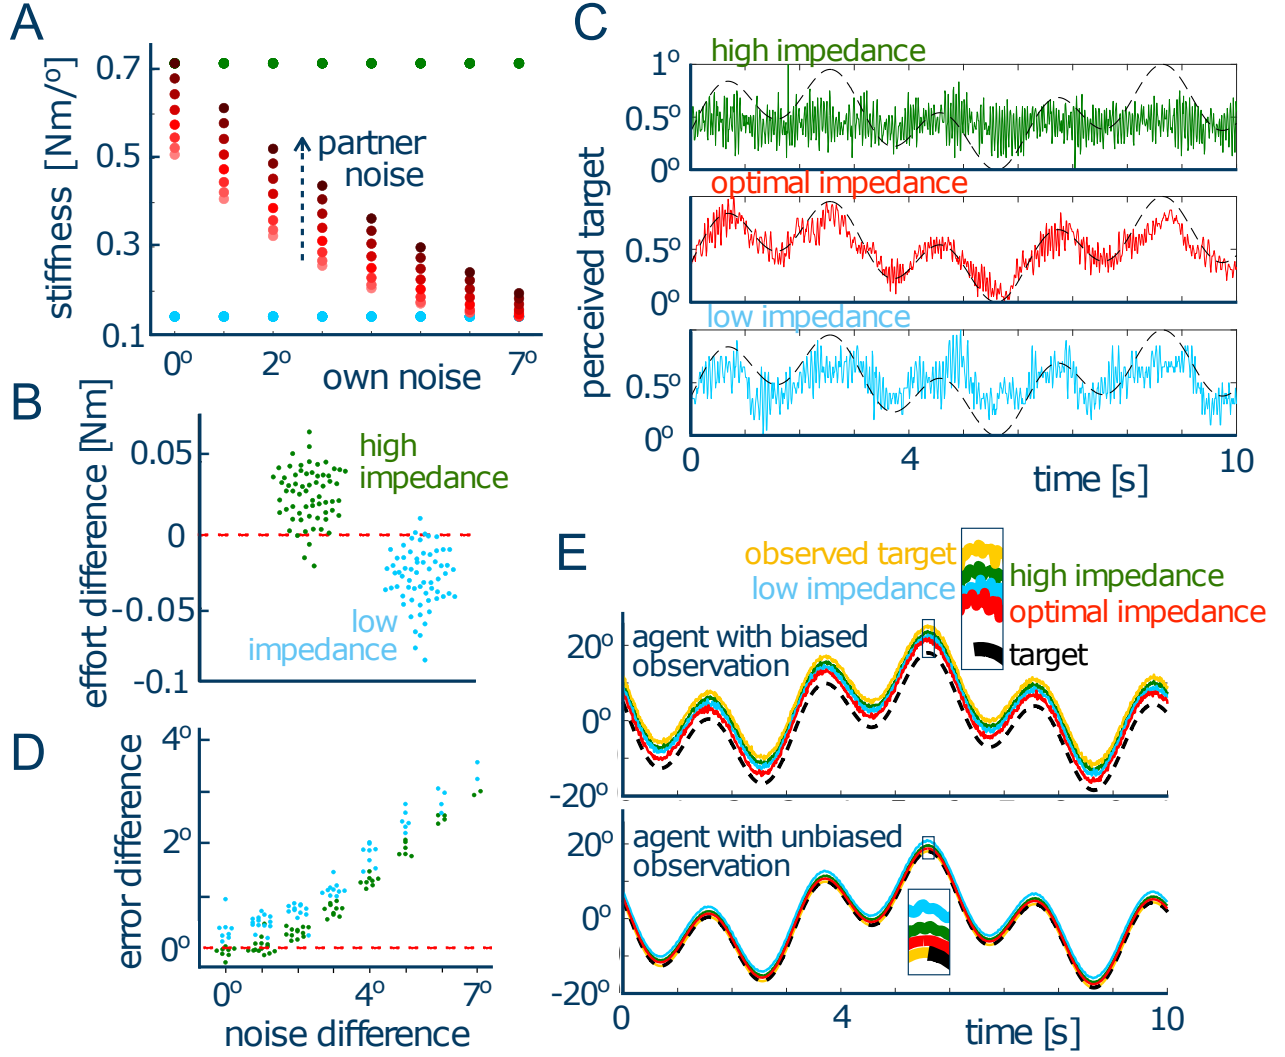 A
stiffness [Nm/º]
0.7
0.5
0.3
0.1
partner
noise
0º
2º
7º
own noise
B
effort difference [Nm]
0.05
0
-0.05
-0.1
high
impedance
low
impedance
C
perceived target
high impedance
1º
0.5º
0º
optimal impedance
0.5º
0º
low impedance
0.5º
0º
0
4
10
time [s]
D
error difference
4º
2º
0º
0º
4º
7º
noise difference
E
observed target
low impedance
high impedance
optimal impedance
target
agent with biased
observation
20º
0º
-20º
agent with unbiased
observation
20º
0º
-20º
0
4
10
time [s]